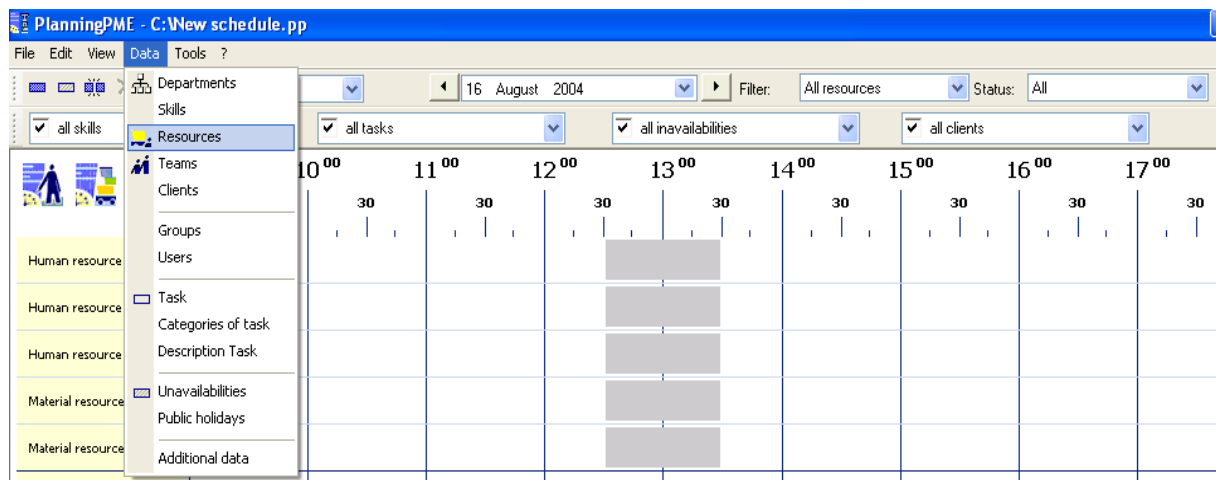 PlanningPME - C:\New schedule.pp
File Edit View Data Tools ?
16 August 2004 Filter: All resources Status: All
all skills all tasks all inavailabilities all clients
Departments
Skills
Resources
Teams
Clients
Groups
Users
Task
Categories of task
Description Task
Unavailabilities
Public holidays
Additional data
10 00 11 00 12 00 13 00 14 00 15 00 16 00 17 00
30 30 30 30 30 30 30 30
Human resource
Human resource
Human resource
Material resource
Material resource